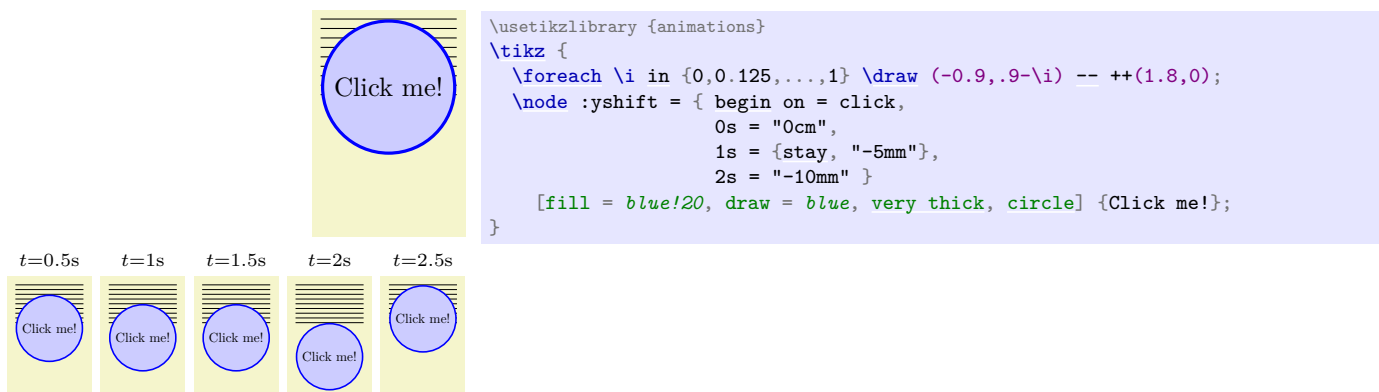 Click me!
\usetikzlibrary {animations}
\tikz {
  \foreach \i in {0,0.125,...,1} \draw (-0.9,.9-\i) -- ++(1.8,0);
  \node :yshift = { begin on = click,
                    0s = "0cm",
                    1s = {stay, "-5mm"},
                    2s = "-10mm" }
    [fill = blue!20, draw = blue, very thick, circle] {Click me!};
}
t=0.5s t=1s t=1.5s t=2s t=2.5s
Click me! Click me! Click me! Click me! Click me!